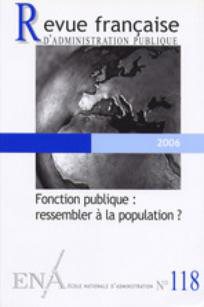 Revue française
D'ADMINISTRATION PUBLIQUE
2006
Fonction publique :
ressembler à la population ?
ENA ÉCOLE NATIONALE D'ADMINISTRATION N° 118